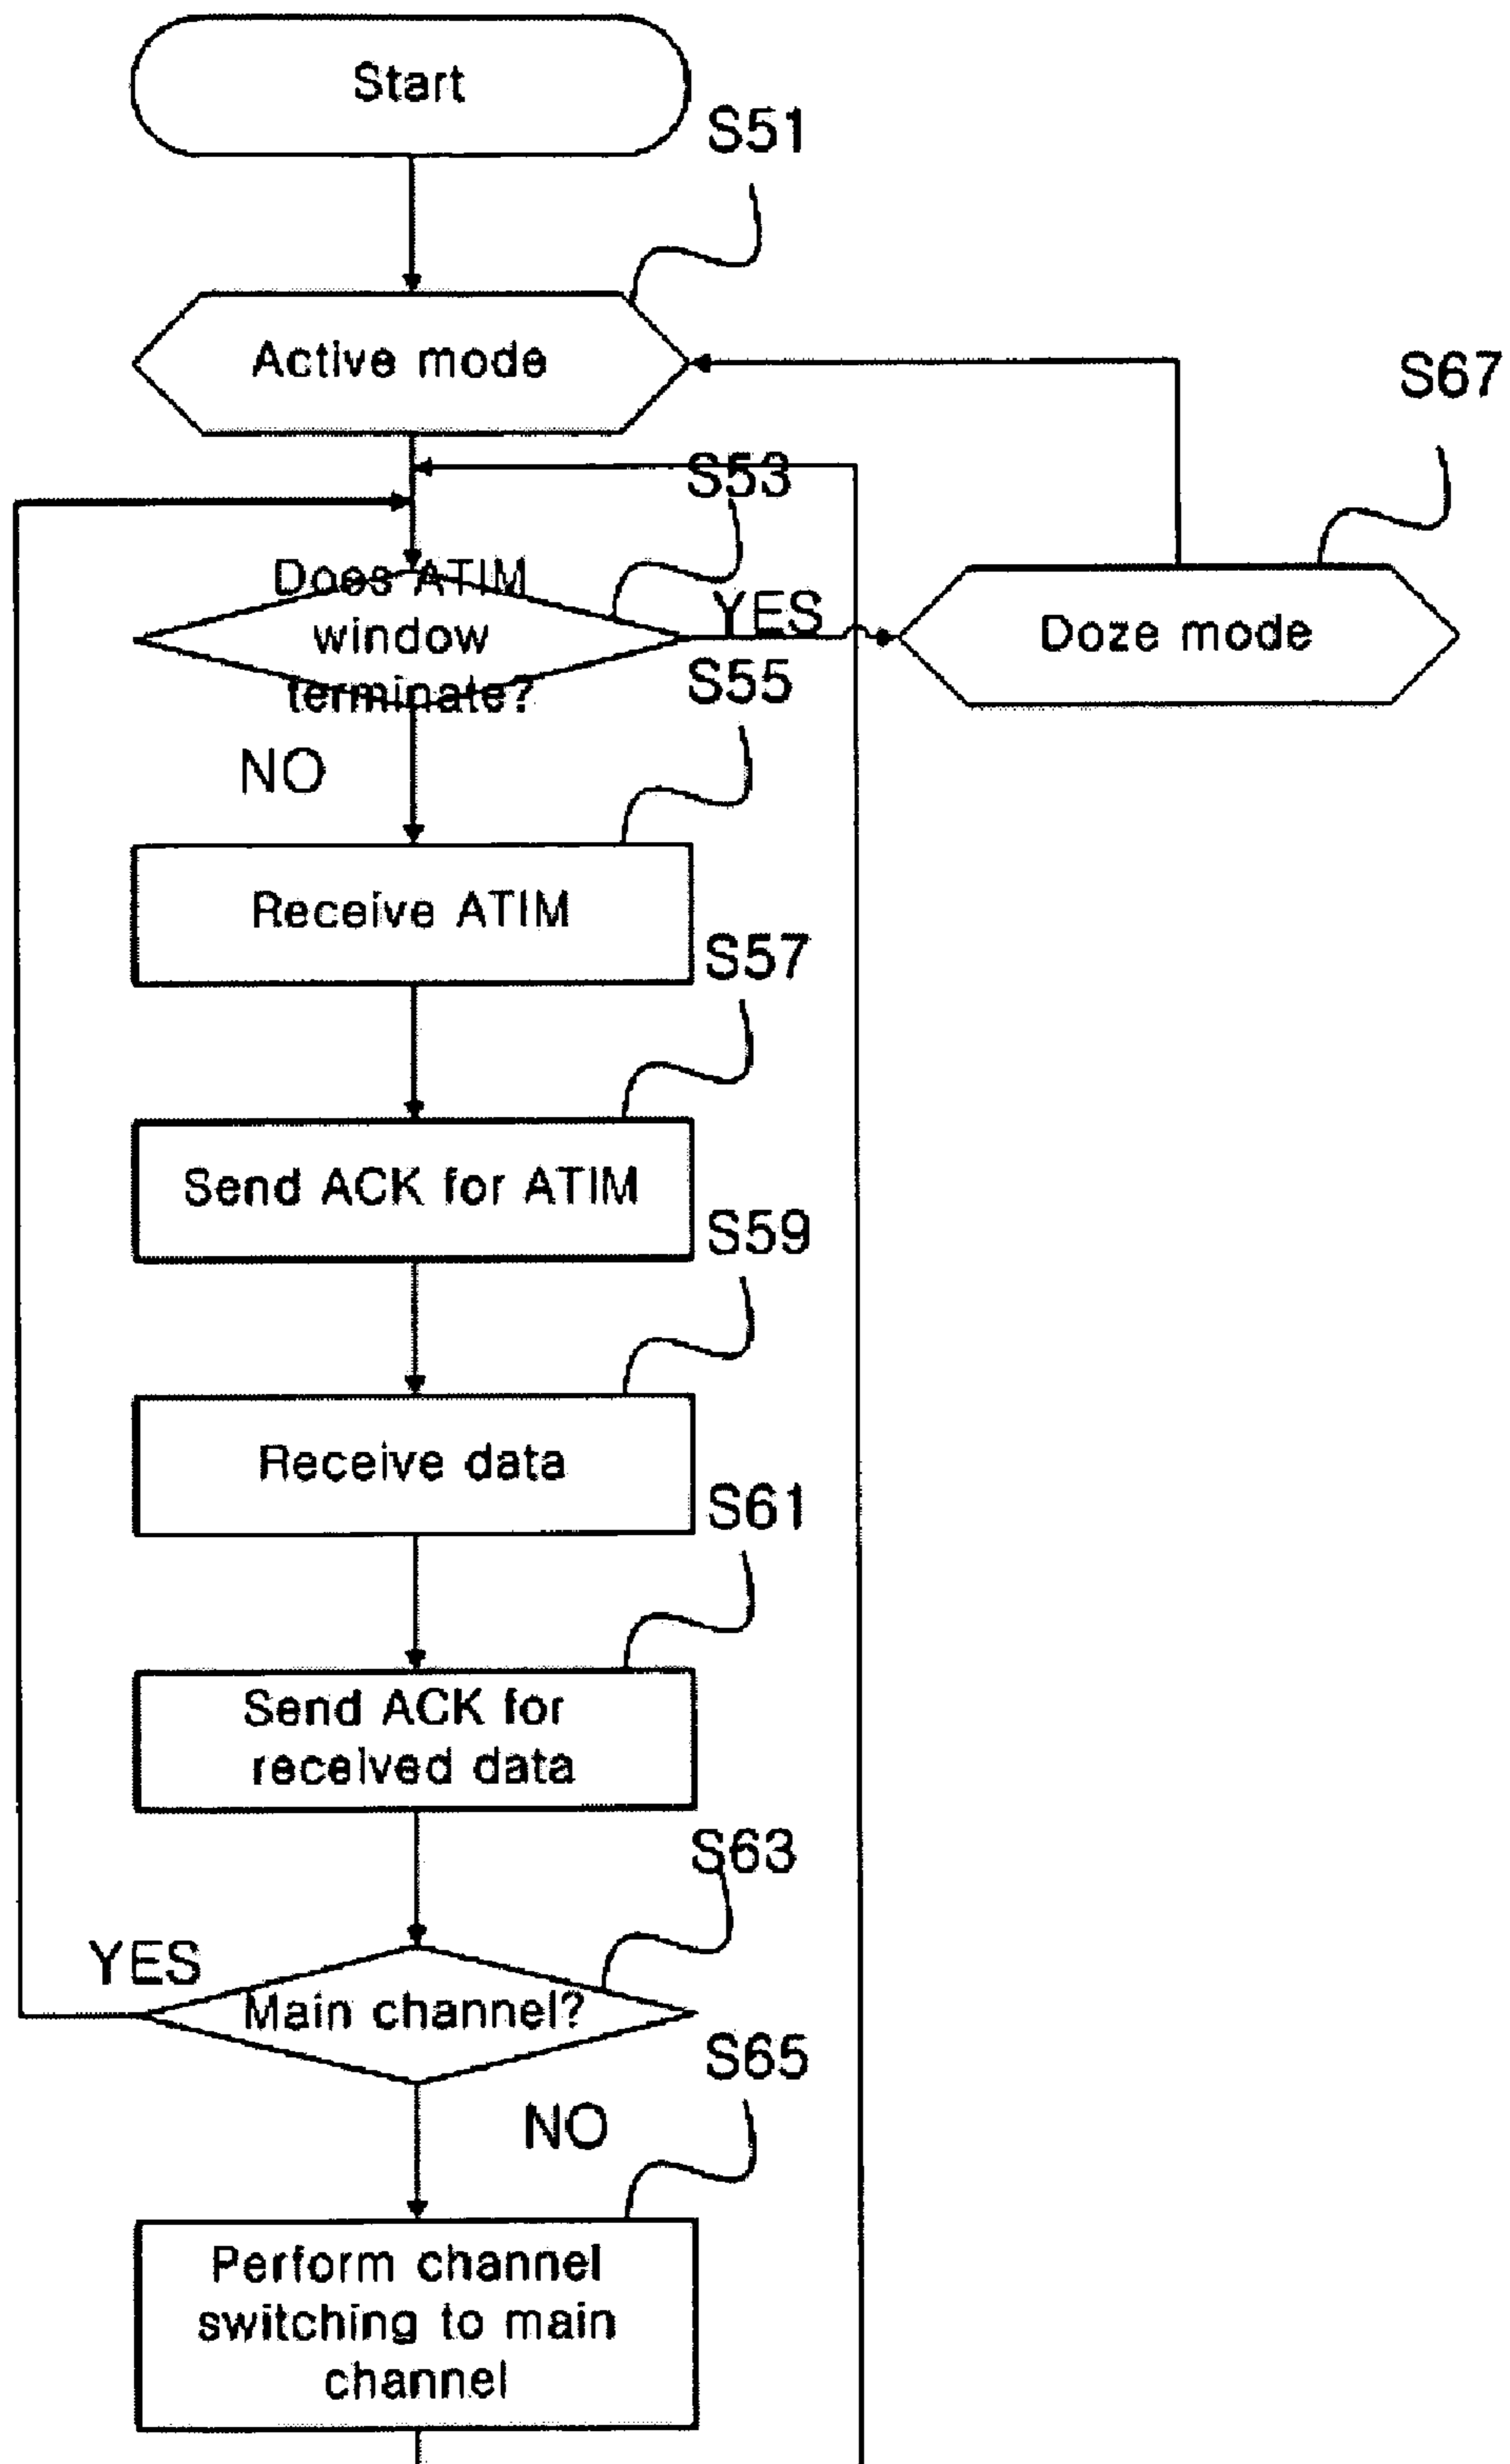 Start
S51
Active mode
S67
S53
Does ATIM
window
terminate?
YES
Doze mode
S55
NO
Receive ATIM
S57
Send ACK for ATIM
S59
Receive data
S61
Send ACK for
received data
S63
YES
Main channel?
S65
NO
Perform channel
switching to main
channel